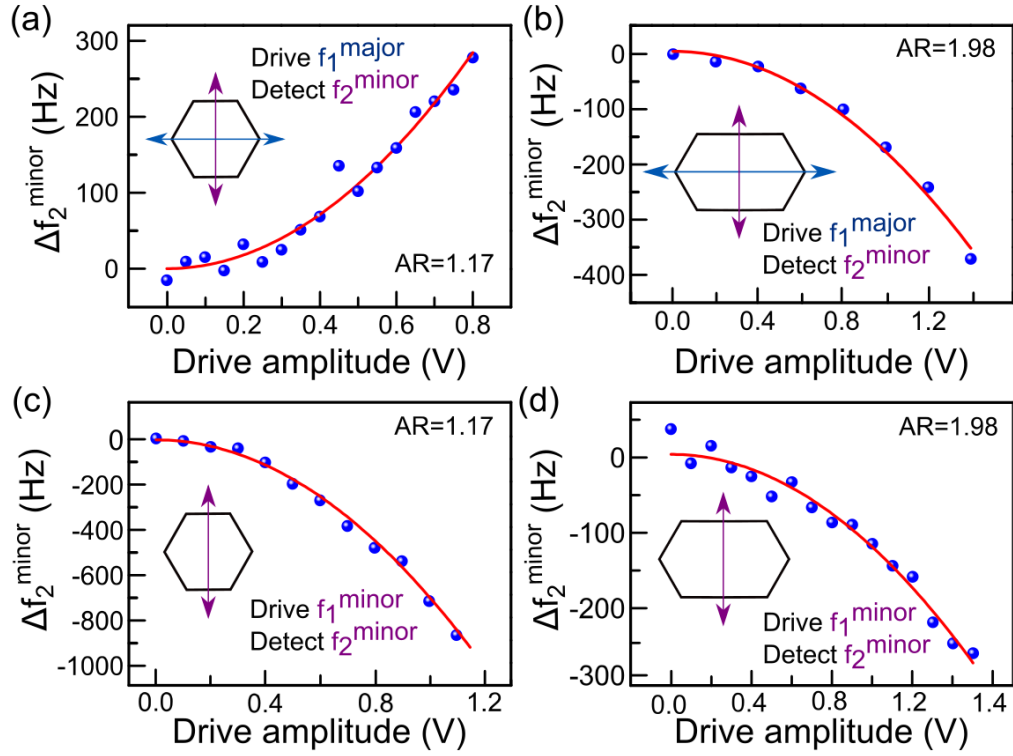 (a)
300
200
100
0
Δf₂ᵐⁱⁿᵒʳ (Hz)
Drive f₁ᵐᵃʲᵒʳ
Detect f₂ᵐⁱⁿᵒʳ
AR=1.17
0.0 0.2 0.4 0.6 0.8
Drive amplitude (V)
(b)
0
-100
-200
-300
-400
Δf₂ᵐⁱⁿᵒʳ (Hz)
AR=1.98
Drive f₁ᵐᵃʲᵒʳ
Detect f₂ᵐⁱⁿᵒʳ
0.0 0.4 0.8 1.2
Drive amplitude (V)
(c)
0
-200
-400
-600
-800
-1000
Δf₂ᵐⁱⁿᵒʳ (Hz)
AR=1.17
Drive f₁ᵐⁱⁿᵒʳ
Detect f₂ᵐⁱⁿᵒʳ
0.0 0.4 0.8 1.2
Drive amplitude (V)
(d)
0
-100
-200
-300
Δf₂ᵐⁱⁿᵒʳ (Hz)
AR=1.98
Drive f₁ᵐⁱⁿᵒʳ
Detect f₂ᵐⁱⁿᵒʳ
0.0 0.4 0.8 1.2 1.4
Drive amplitude (V)